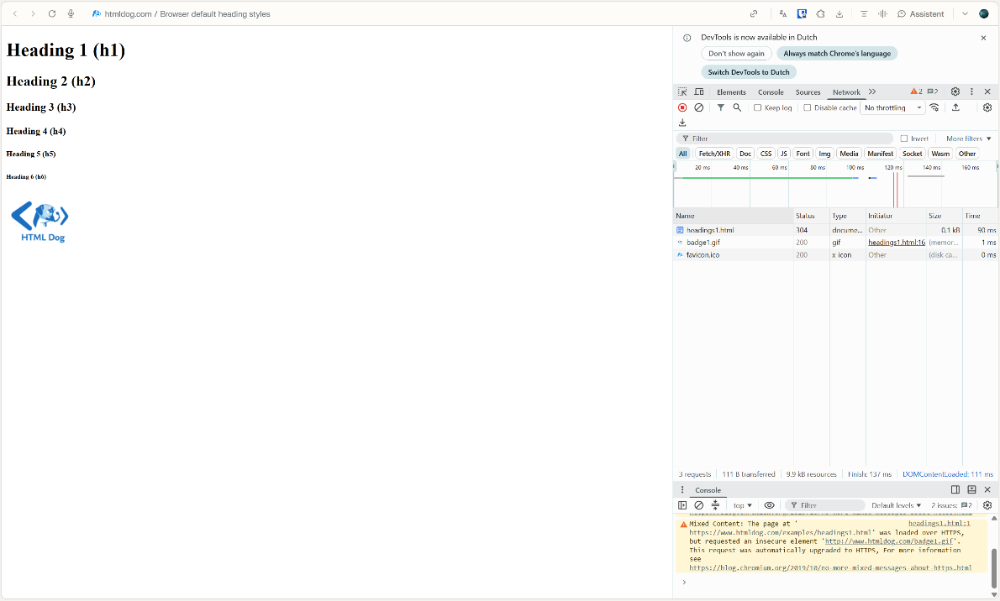 htmldog.com / Browser default heading styles
Assistent
Heading 1 (h1)
Heading 2 (h2)
Heading 3 (h3)
Heading 4 (h4)
Heading 5 (h5)
Heading 6 (h6)
HTML Dog
DevTools is now available in Dutch
Don't show again Always match Chrome's language
Switch DevTools to Dutch
Elements Console Sources Network 2 2
Keep log Disable cache No throttling
Filter Invert More filters
All Fetch/XHR Doc CSS JS Font Img Media Manifest Socket Wasm Other
20 ms 40 ms 60 ms 80 ms 100 ms 120 ms 140 ms 160 ms
Name Status Type Initiator Size Time
headings1.html 304 docume... Other 0.1 kB 90 ms
badge1.gif 200 gif headings1.html:16 (memor... 1 ms
favicon.ico 200 x icon Other (disk ca... 0 ms
3 requests 111 B transferred 9.9 kB resources Finish: 137 ms DOMContentLoaded: 111 ms
Console
top Filter Default levels 2 issues: 2
Mixed Content: The page at ' headings1.html:1
https://www.htmldog.com/examples/headings1.html' was loaded over HTTPS,
but requested an insecure element 'http://www.htmldog.com/badge1.gif'.
This request was automatically upgraded to HTTPS, For more information
see
https://blog.chromium.org/2019/10/no-more-mixed-messages-about-https.html